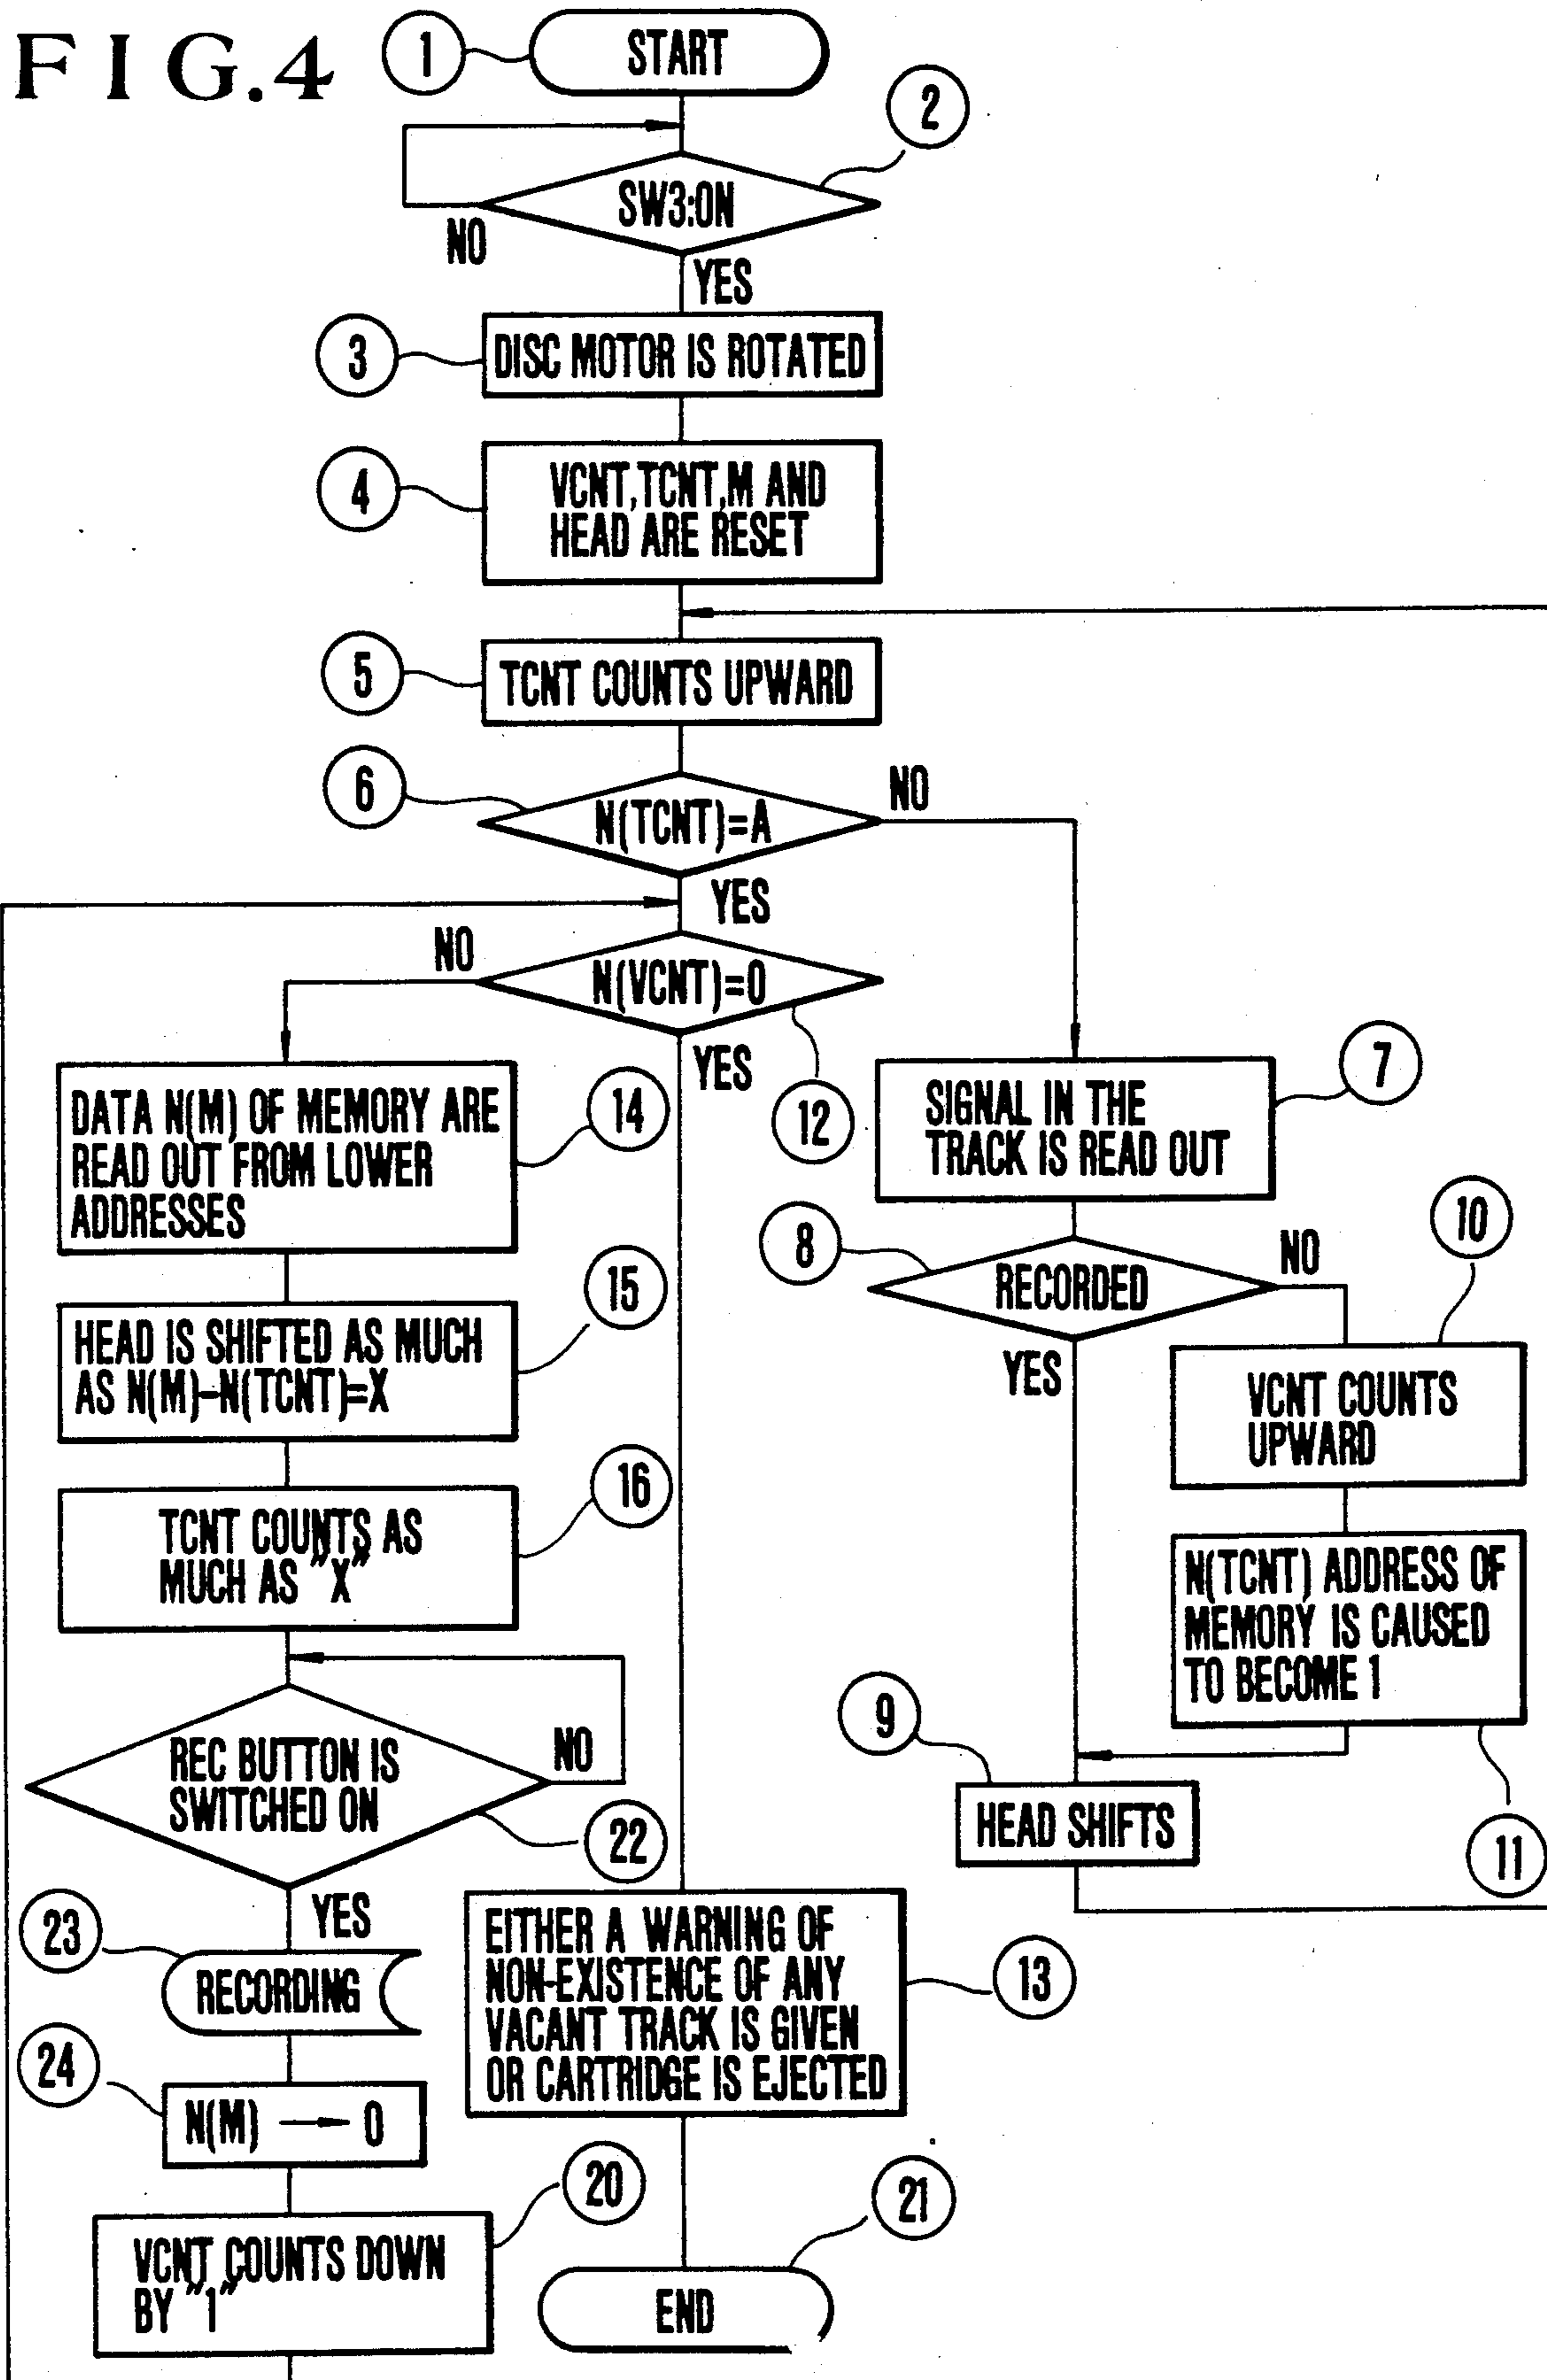 FIG.4
1
START
2
SW3:ON
NO
YES
3
DISC MOTOR IS ROTATED
4
VCNT,TCNT,M AND
HEAD ARE RESET
5
TCNT COUNTS UPWARD
6
N(TCNT)=A
NO
YES
NO
N(VCNT)=0
YES
12
14
DATA N(M) OF MEMORY ARE
READ OUT FROM LOWER
ADDRESSES
7
SIGNAL IN THE
TRACK IS READ OUT
8
RECORDED
NO
YES
10
VCNT COUNTS
UPWARD
15
HEAD IS SHIFTED AS MUCH
AS N(M)-N(TCNT)=X
16
TCNT COUNTS AS
MUCH AS "X"
N(TCNT) ADDRESS OF
MEMORY IS CAUSED
TO BECOME 1
11
9
HEAD SHIFTS
REC BUTTON IS
SWITCHED ON
NO
22
YES
23
RECORDING
24
N(M) → 0
EITHER A WARNING OF
NON-EXISTENCE OF ANY
VACANT TRACK IS GIVEN
OR CARTRIDGE IS EJECTED
13
20
VCNT COUNTS DOWN
BY "1"
21
END